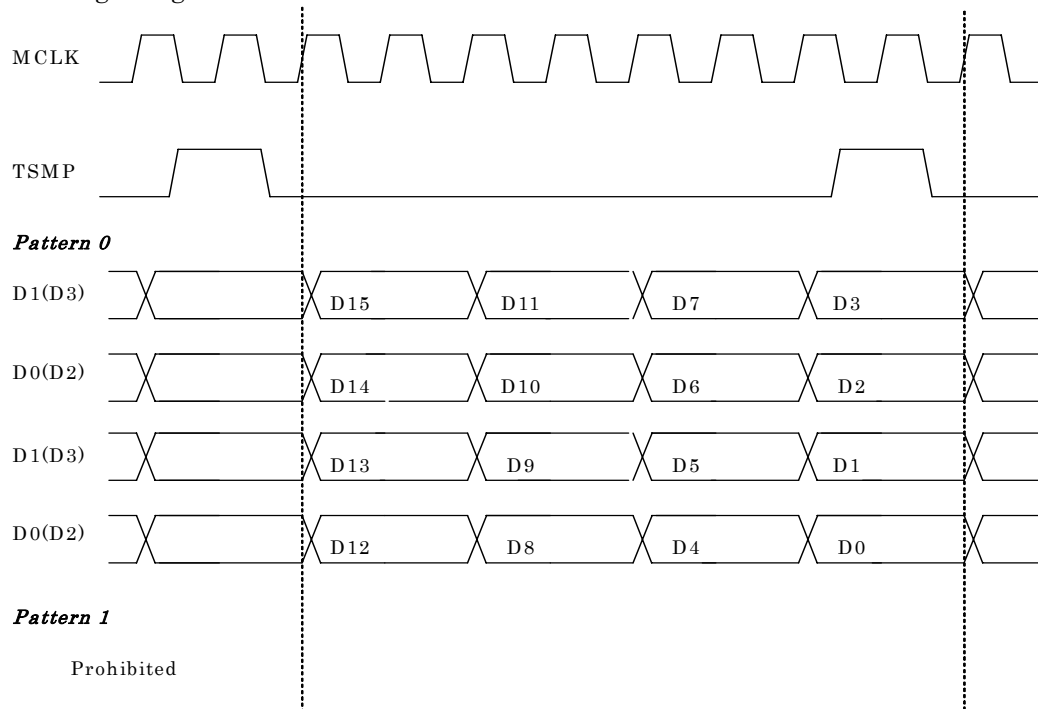 MCLK
TSMP
Pattern 0
D1(D3) D15 D11 D7 D3
D0(D2) D14 D10 D6 D2
D1(D3) D13 D9 D5 D1
D0(D2) D12 D8 D4 D0
Pattern 1
Prohibited